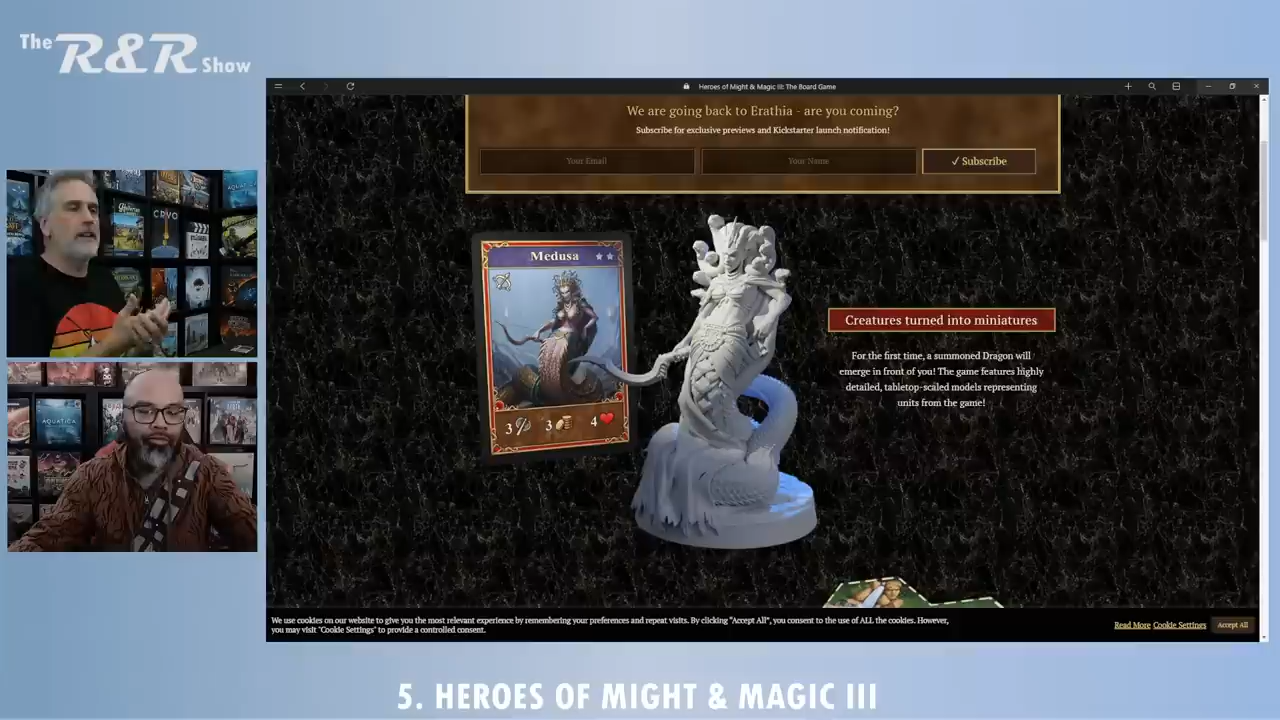 The R&R Show
Heroes of Might & Magic III: The Board Game
We are going back to Erathia - are you coming?
Subscribe for exclusive previews and Kickstarter launch notification!
Your Email
Your Name
✓ Subscribe
Medusa
3
3
4
Creatures turned into miniatures
For the first time, a summoned Dragon will
emerge in front of you! The game features highly
detailed, tabletop-scaled models representing
units from the game!
AQUATICA
We use cookies on our website to give you the most relevant experience by remembering your preferences and repeat visits. By clicking "Accept All", you consent to the use of ALL the cookies. However,
you may visit "Cookie Settings" to provide a controlled consent.
Read More
Cookie Settings
Accept All
5. HEROES OF MIGHT & MAGIC III